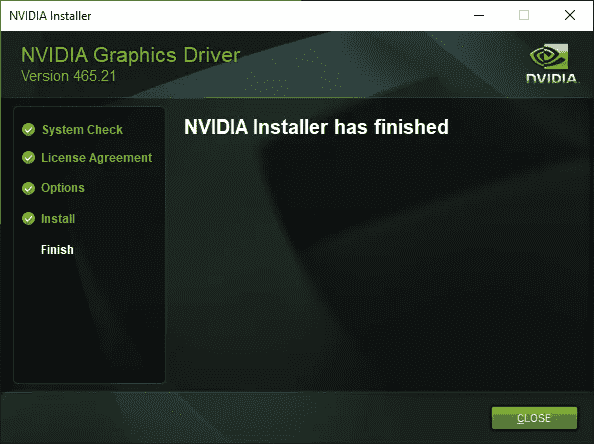 NVIDIA Installer
NVIDIA Graphics Driver
Version 465.21
NVIDIA.
System Check
License Agreement
Options
Install
Finish
NVIDIA Installer has finished
CLOSE